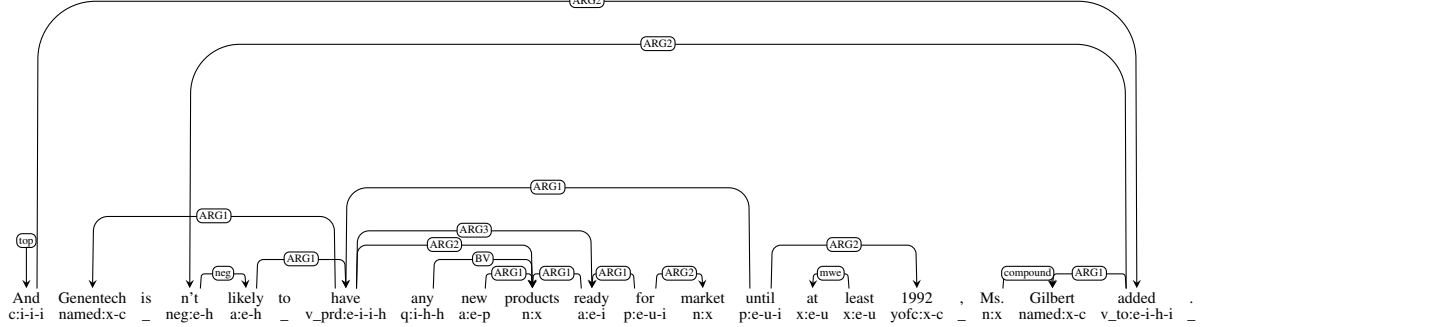 ARG2
ARG2
ARG1
ARG1
top ARG3
ARG2 ARG2
ARG1 BV
neg ARG1 ARG1 ARG1 ARG2 mwe compound ARG1
And Genentech is n't likely to have any new products ready for market until at least 1992 , Ms. Gilbert added .
c:i-i-i named:x-c _ neg:e-h a:e-h _ v_prd:e-i-i-h q:i-h-h a:e-p n:x a:e-i p:e-u-i n:x p:e-u-i x:e-u x:e-u yofc:x-c _ n:x named:x-c v_to:e-i-h-i _